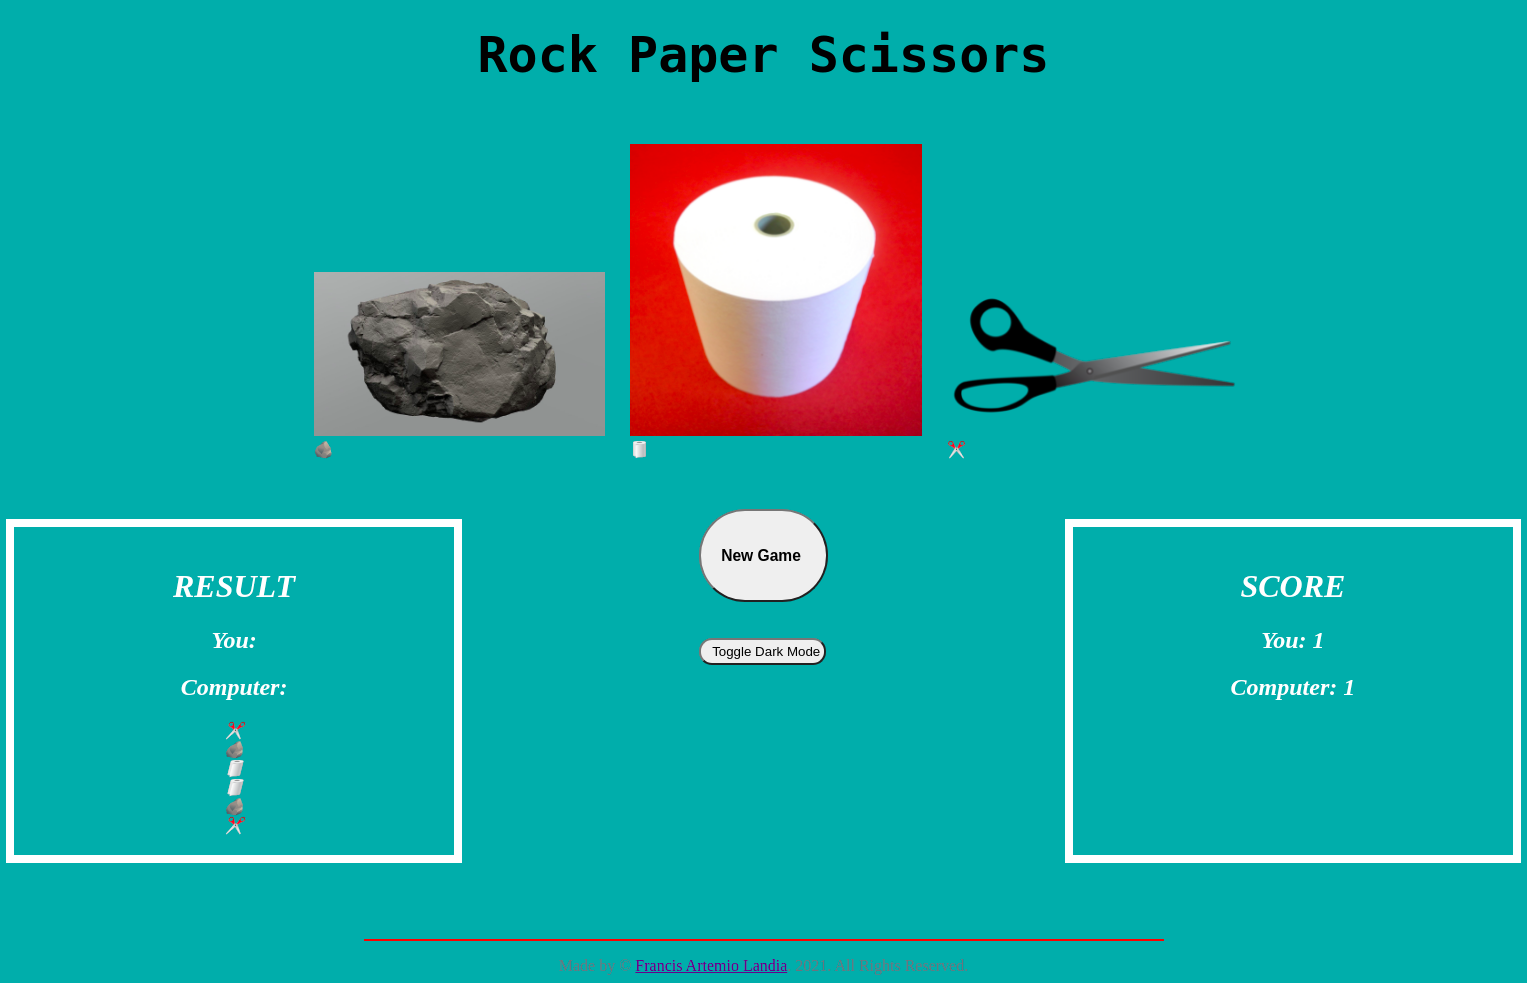 Rock Paper Scissors
🪨
🧻
✂️
New Game
Toggle Dark Mode
RESULT
You:
Computer:
✂️
🪨
🧻
🧻
🪨
✂️
SCORE
You: 1
Computer: 1
Made by © Francis Artemio Landia 2021. All Rights Reserved.